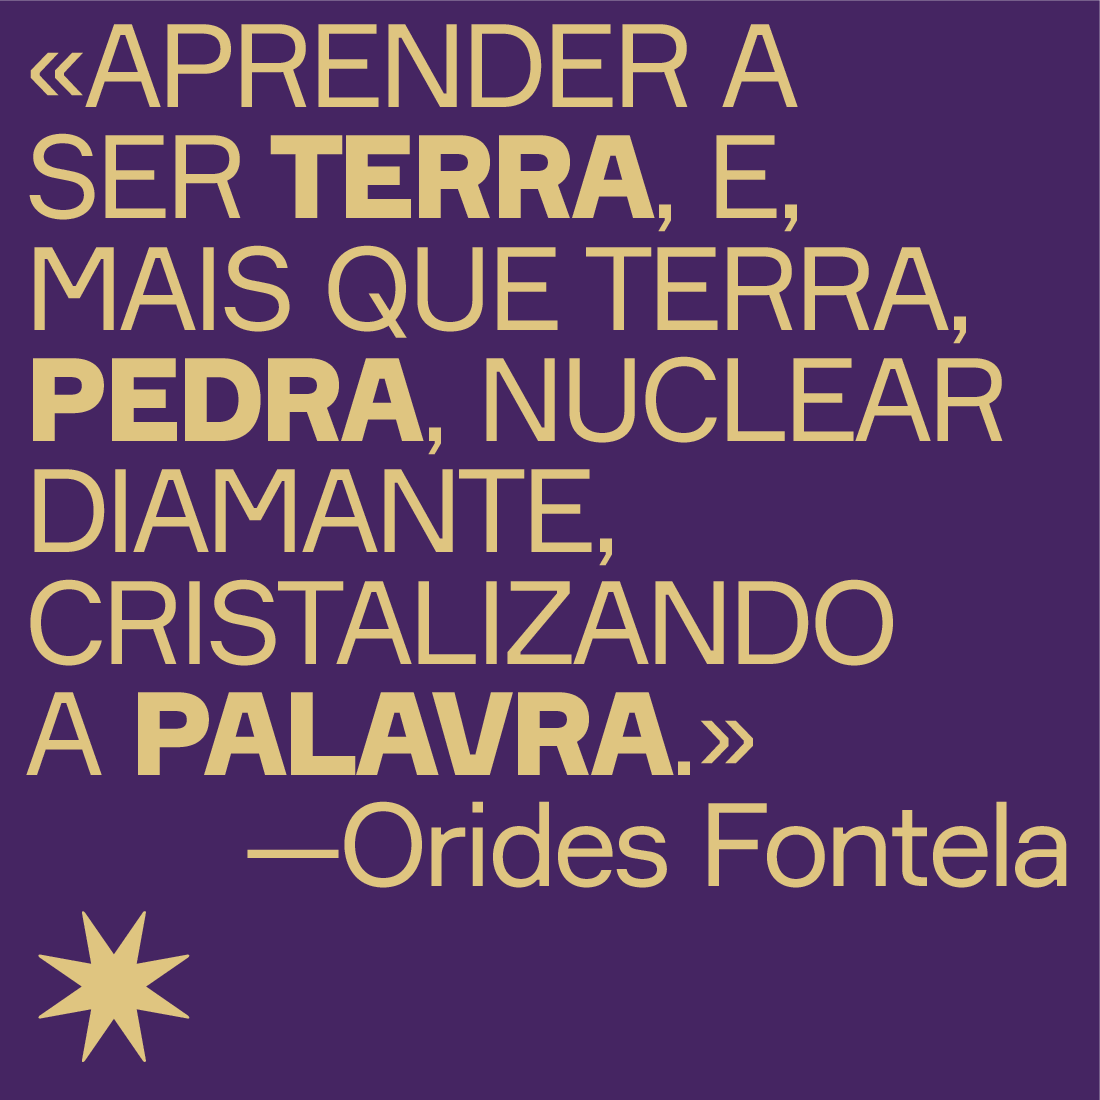 «APRENDER A
SER TERRA, E,
MAIS QUE TERRA,
PEDRA, NUCLEAR
DIAMANTE,
CRISTALIZANDO
A PALAVRA.»
—Orides Fontela